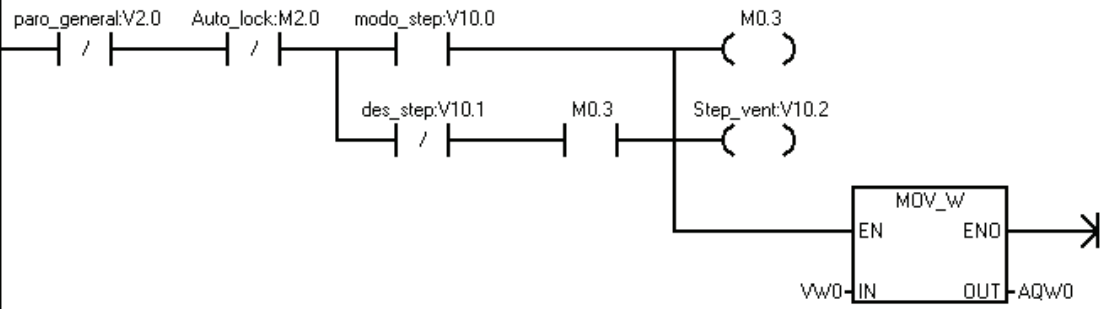 paro_general:V2.0 Auto_lock:M2.0 modo_step:V10.0 M0.3
/ /
des_step:V10.1 M0.3 Step_vent:V10.2
/
MOV_W
EN ENO
VW0 IN OUT AQW0